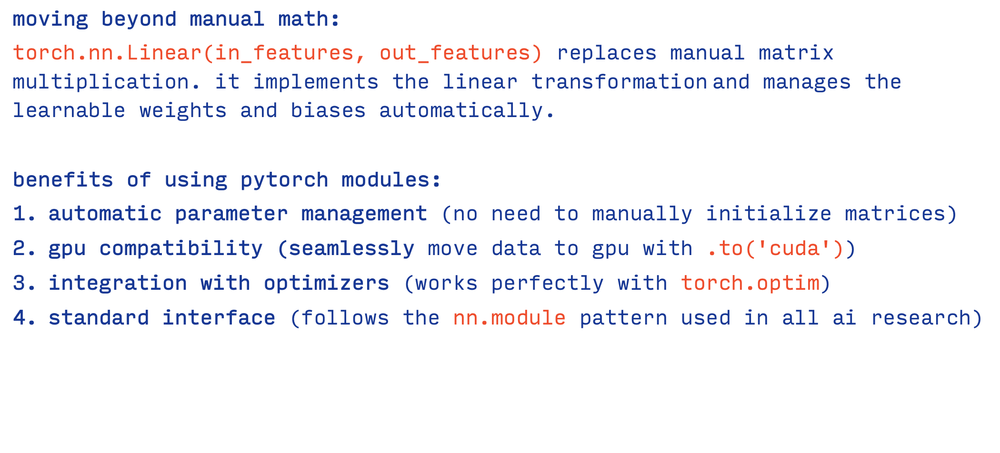 moving beyond manual math:
torch.nn.Linear(in_features, out_features) replaces manual matrix
multiplication. it implements the linear transformation and manages the
learnable weights and biases automatically.
benefits of using pytorch modules:
1. automatic parameter management (no need to manually initialize matrices)
2. gpu compatibility (seamlessly move data to gpu with .to('cuda'))
3. integration with optimizers (works perfectly with torch.optim)
4. standard interface (follows the nn.module pattern used in all ai research)